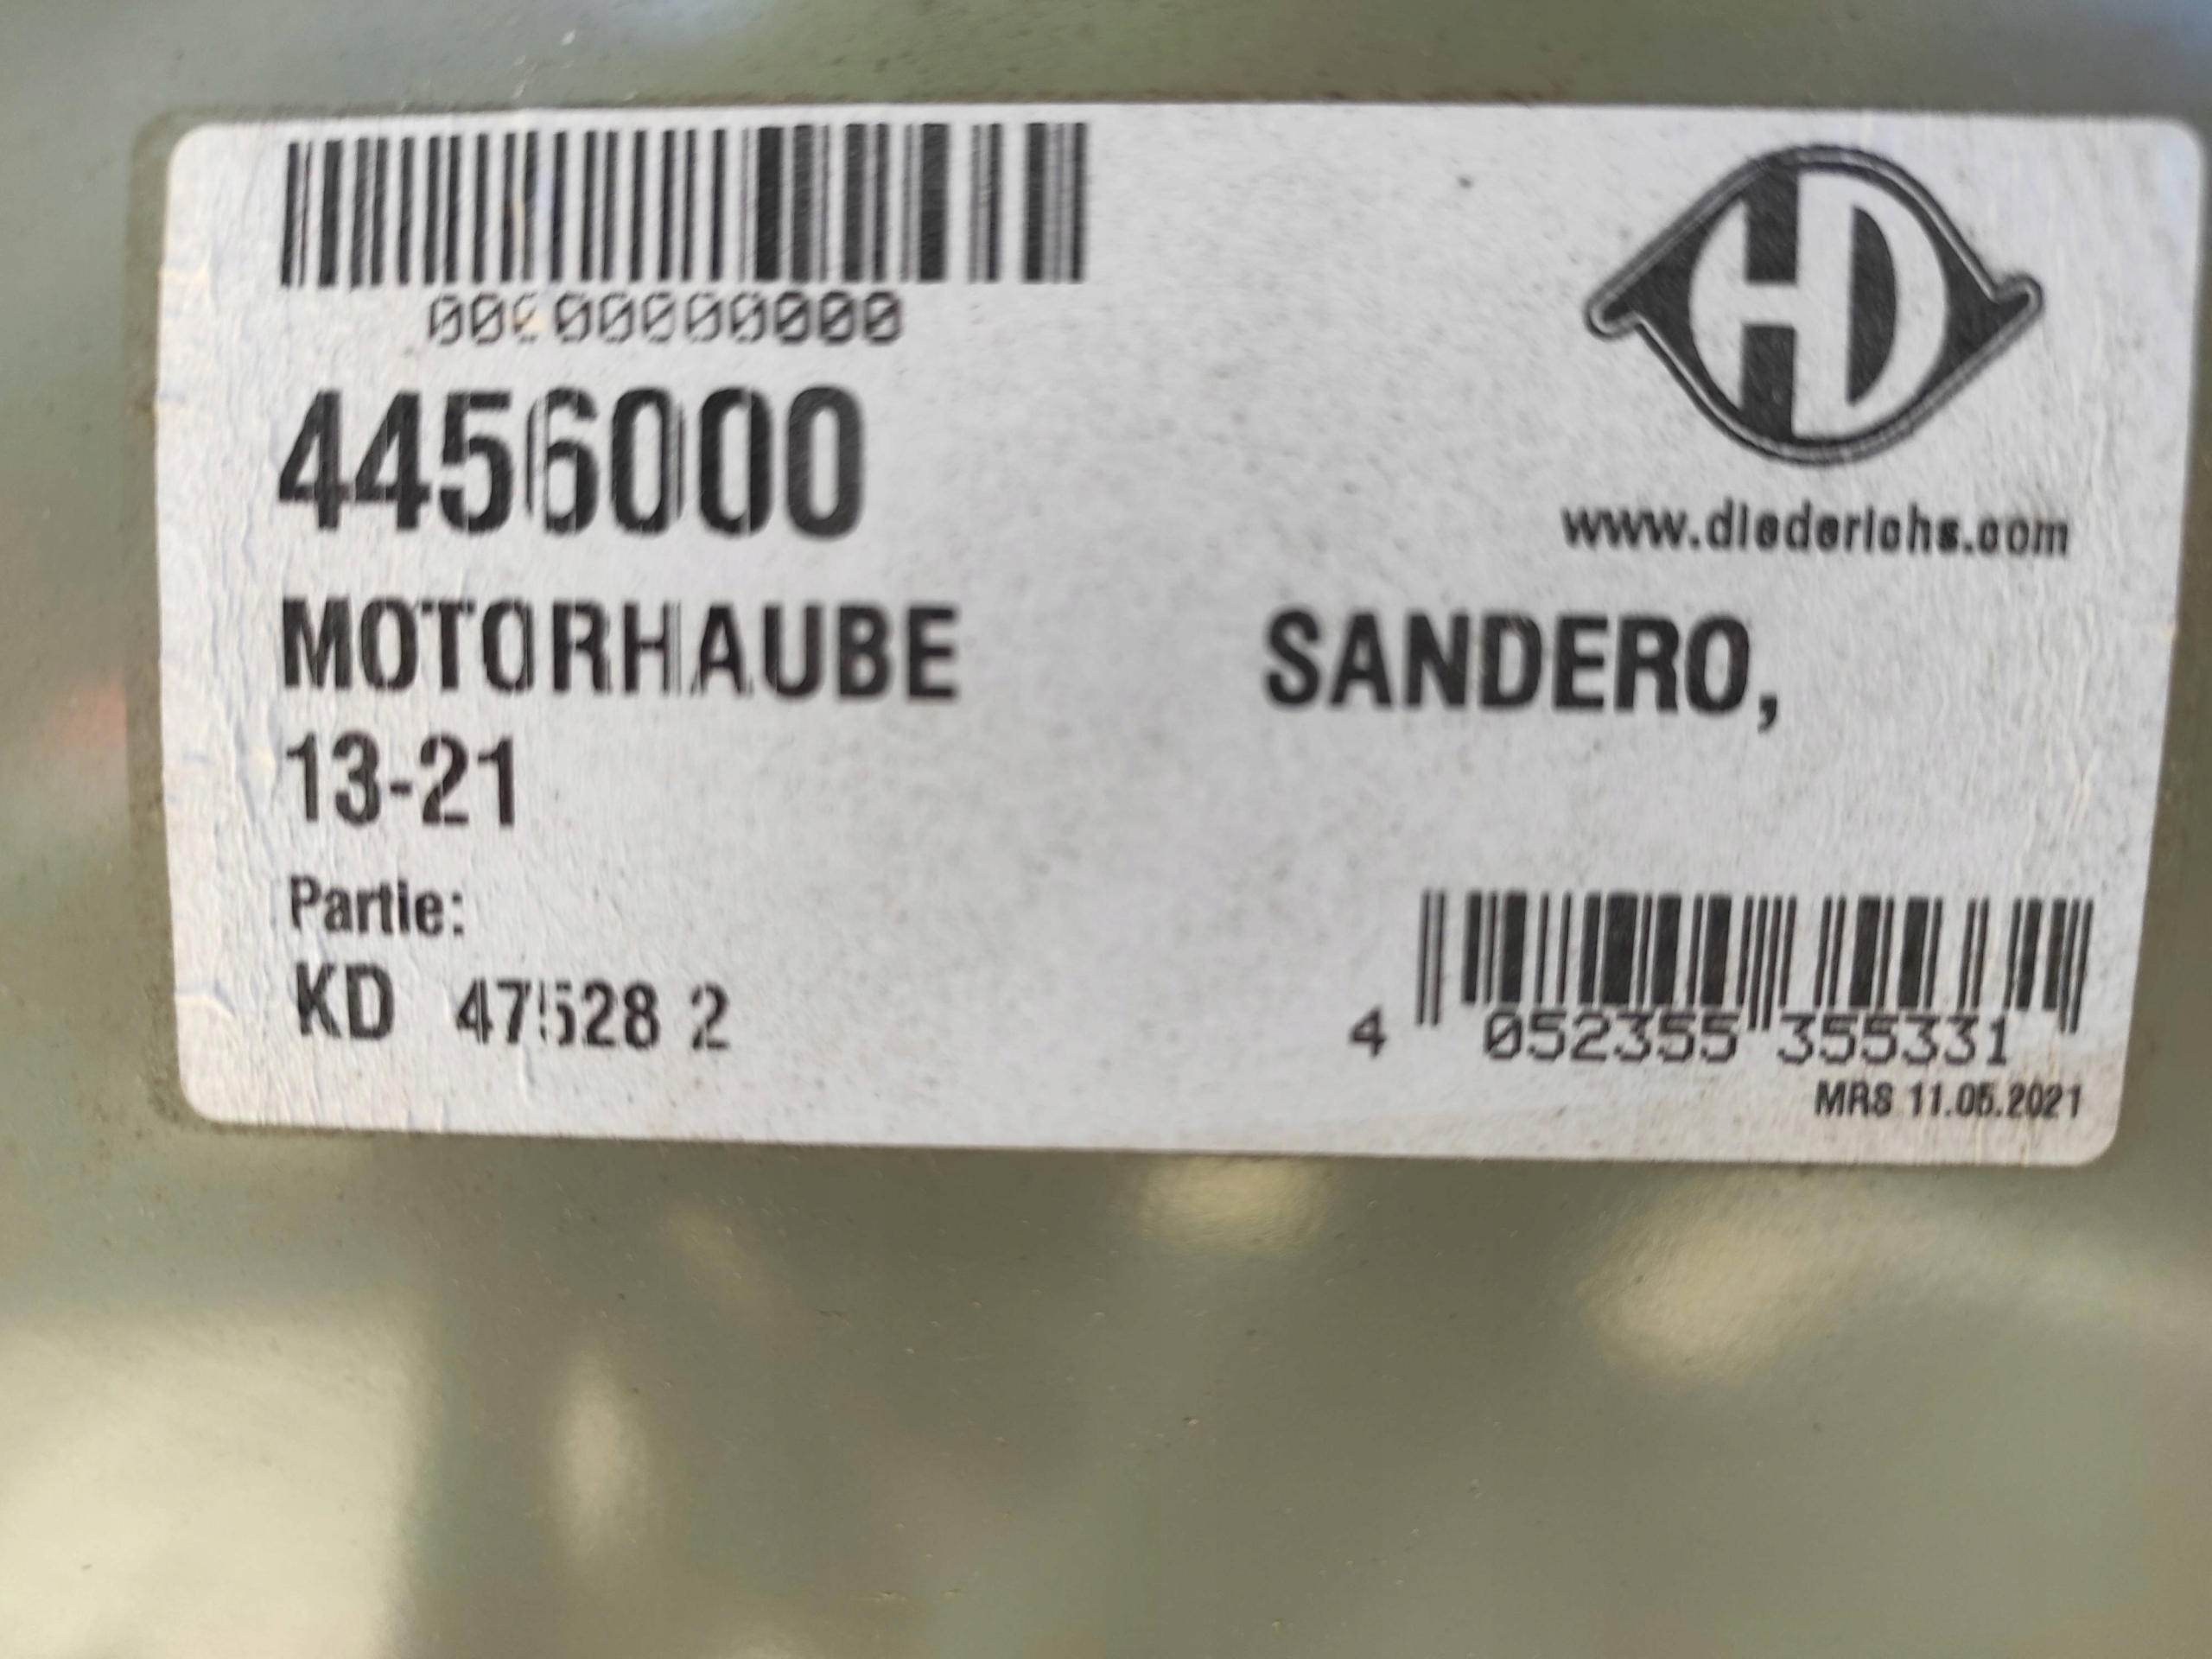 00000000000
4456000
HD
www.diederichs.com
MOTORHAUBE SANDERO,
13-21
Partie:
KD 47528 2
4 052355 355331
MRS 11.05.2021